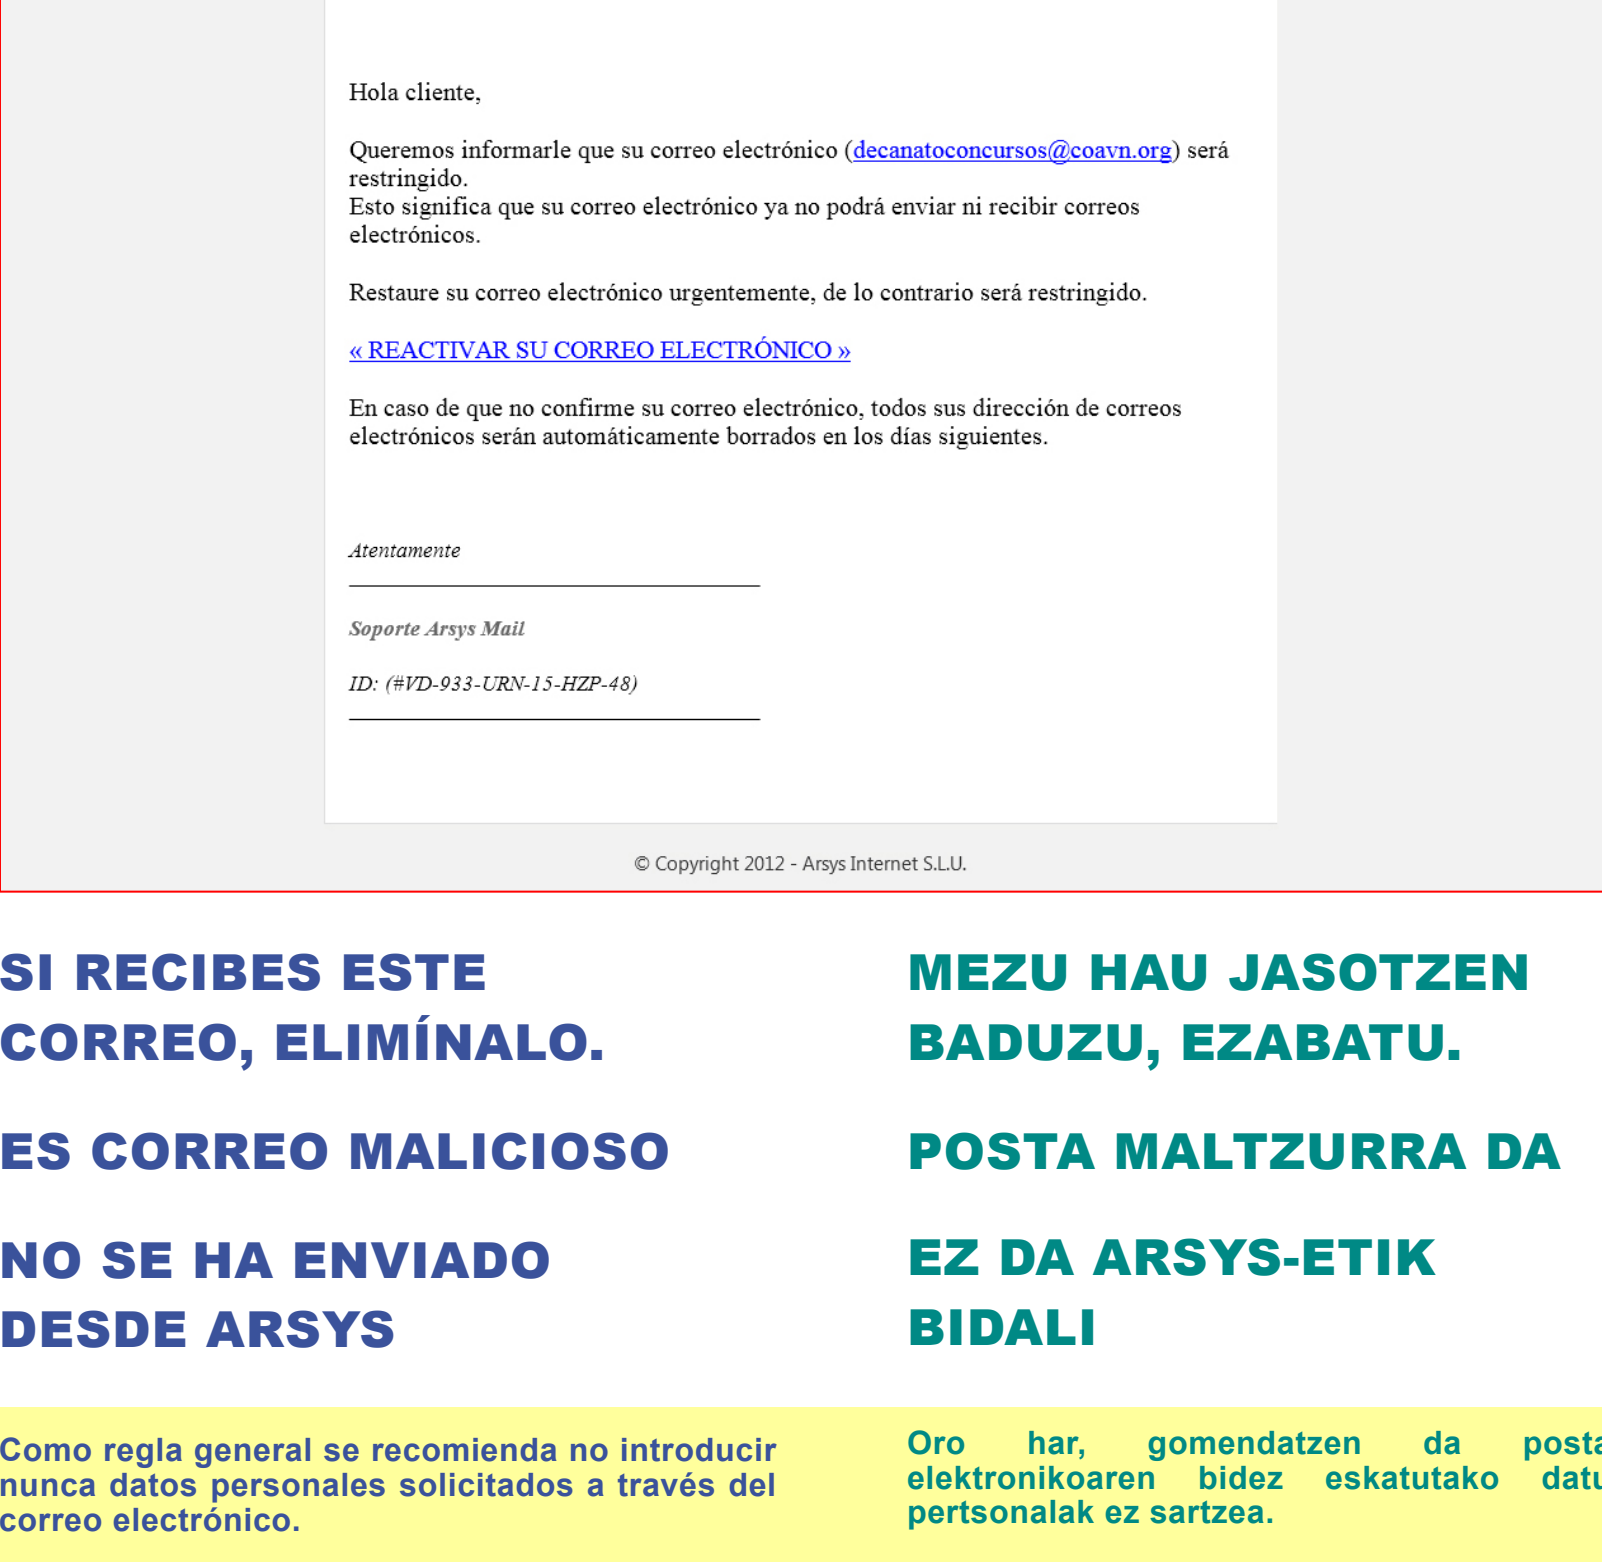 Hola cliente,
Queremos informarle que su correo electrónico (decanatoconcursos@coavn.org) será
restringido.
Esto significa que su correo electrónico ya no podrá enviar ni recibir correos
electrónicos.
Restaure su correo electrónico urgentemente, de lo contrario será restringido.
« REACTIVAR SU CORREO ELECTRÓNICO »
En caso de que no confirme su correo electrónico, todos sus dirección de correos
electrónicos serán automáticamente borrados en los días siguientes.
Atentamente
Soporte Arsys Mail
ID: (#VD-933-URN-15-HZP-48)
© Copyright 2012 - Arsys Internet S.L.U.
SI RECIBES ESTE
CORREO, ELIMÍNALO.
ES CORREO MALICIOSO
NO SE HA ENVIADO
DESDE ARSYS
MEZU HAU JASOTZEN
BADUZU, EZABATU.
POSTA MALTZURRA DA
EZ DA ARSYS-ETIK
BIDALI
Como regla general se recomienda no introducir
nunca datos personales solicitados a través del
correo electrónico.
Oro har, gomendatzen da posta
elektronikoaren bidez eskatutako datu
pertsonalak ez sartzea.